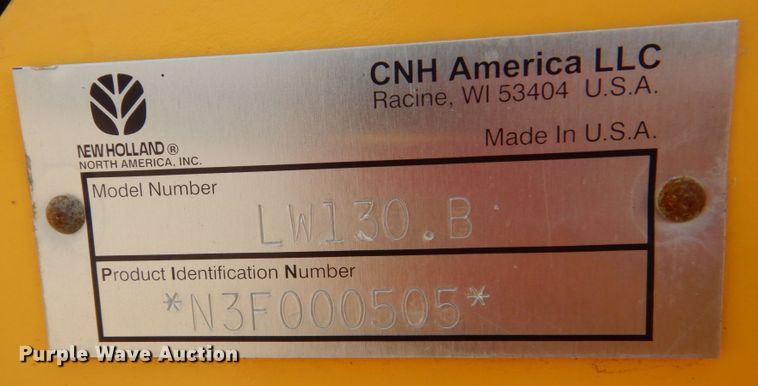 CNH America LLC
Racine, WI 53404 U.S.A.
Made In U.S.A.
NEW HOLLAND ®
NORTH AMERICA, INC.
Model Number
LW130.B
Product Identification Number
*N3F000505*
Purple Wave Auction